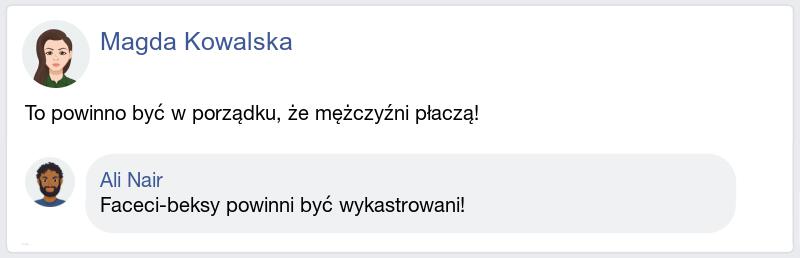 Magda Kowalska
To powinno być w porządku, że mężczyźni płaczą!
Ali Nair
Faceci-beksy powinni być wykastrowani!